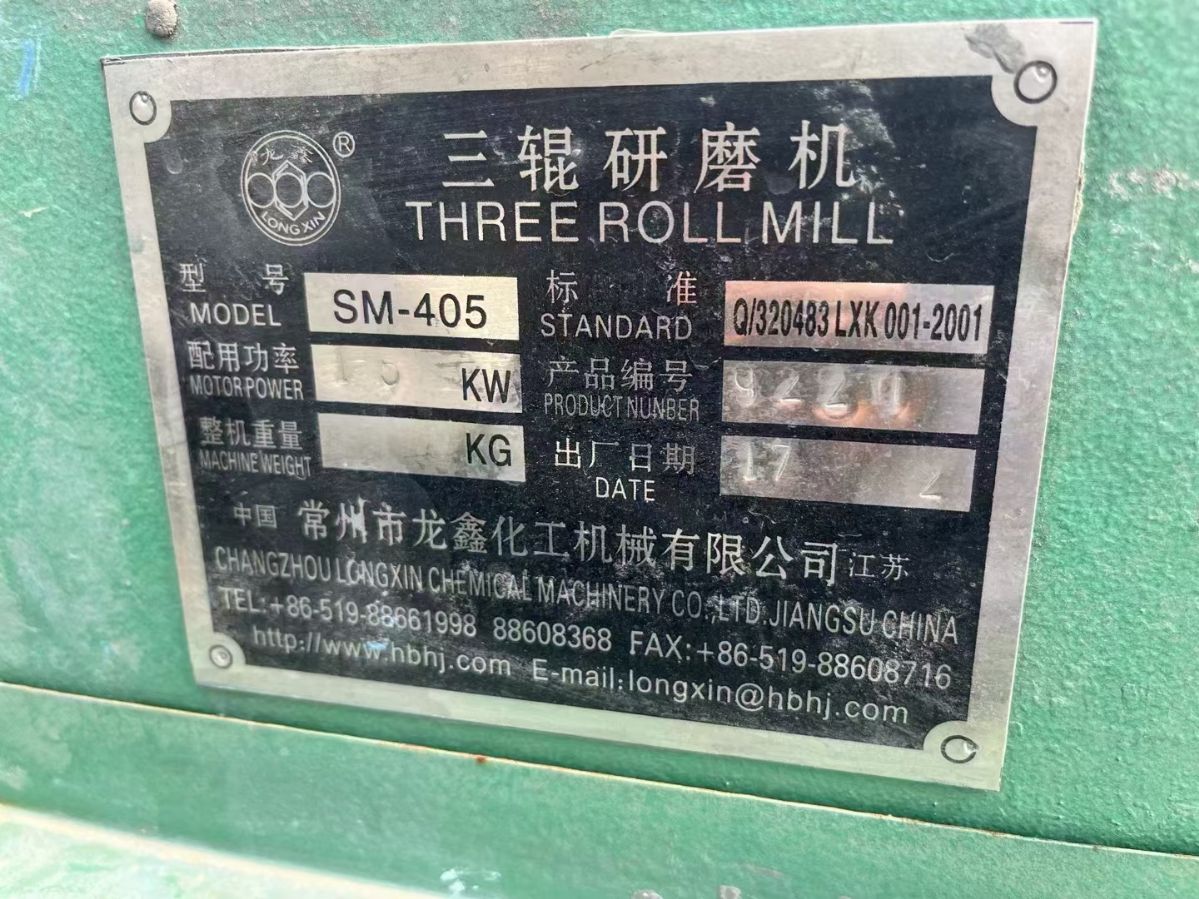 龙鑫 ®
LONG XIN
三辊研磨机
THREE ROLL MILL
型号 SM-405 标准 Q/320483 LXK 001-2001
MODEL STANDARD
配用功率 KW 产品编号
MOTOR POWER PRODUCT NUNBER
整机重量 KG 出厂日期 17 2
MACHINE WEIGHT DATE
中国 常州市龙鑫化工机械有限公司 江苏
CHANGZHOU LONGXIN CHEMICAL MACHINERY CO.,LTD.JIANGSU CHINA
TEL:+86-519-88661998 88608368 FAX:+86-519-88608716
http://www.hbhj.com E-mail:longxin@hbhj.com